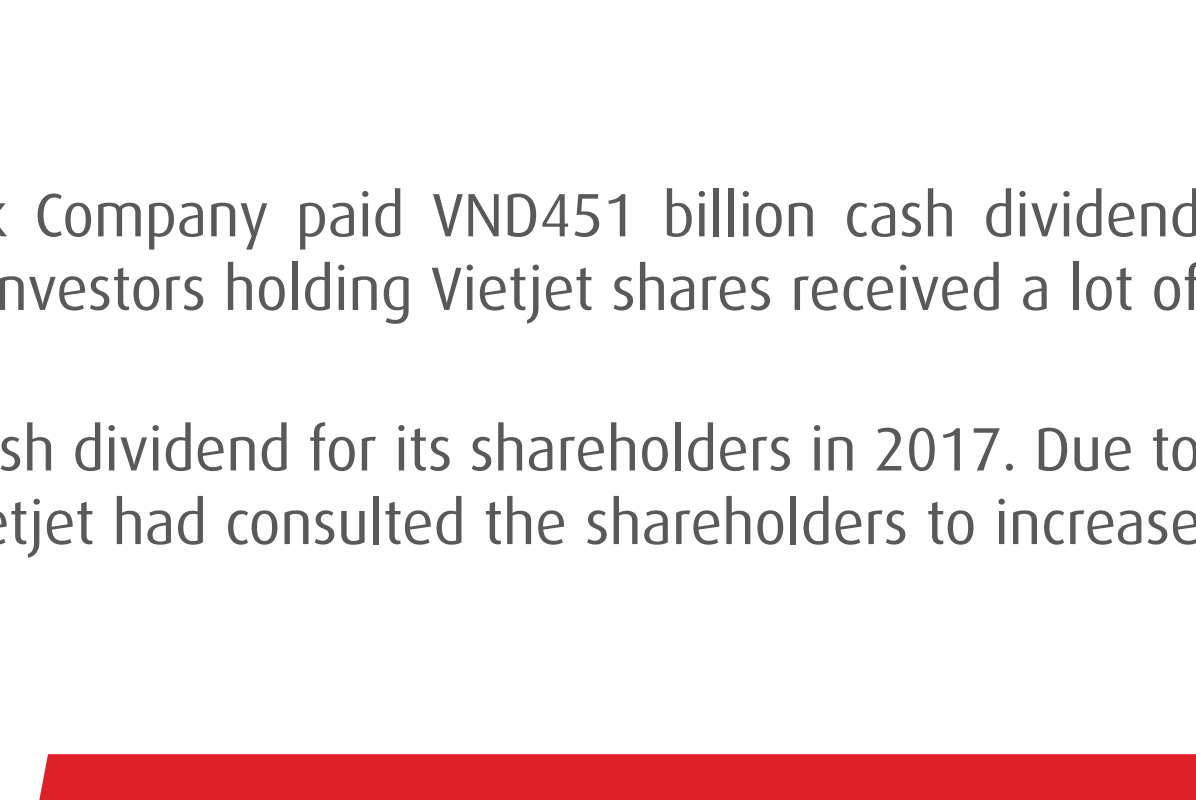 Company paid VND451 billion cash dividend
nvestors holding Vietjet shares received a lot of
sh dividend for its shareholders in 2017. Due to
etjet had consulted the shareholders to increase